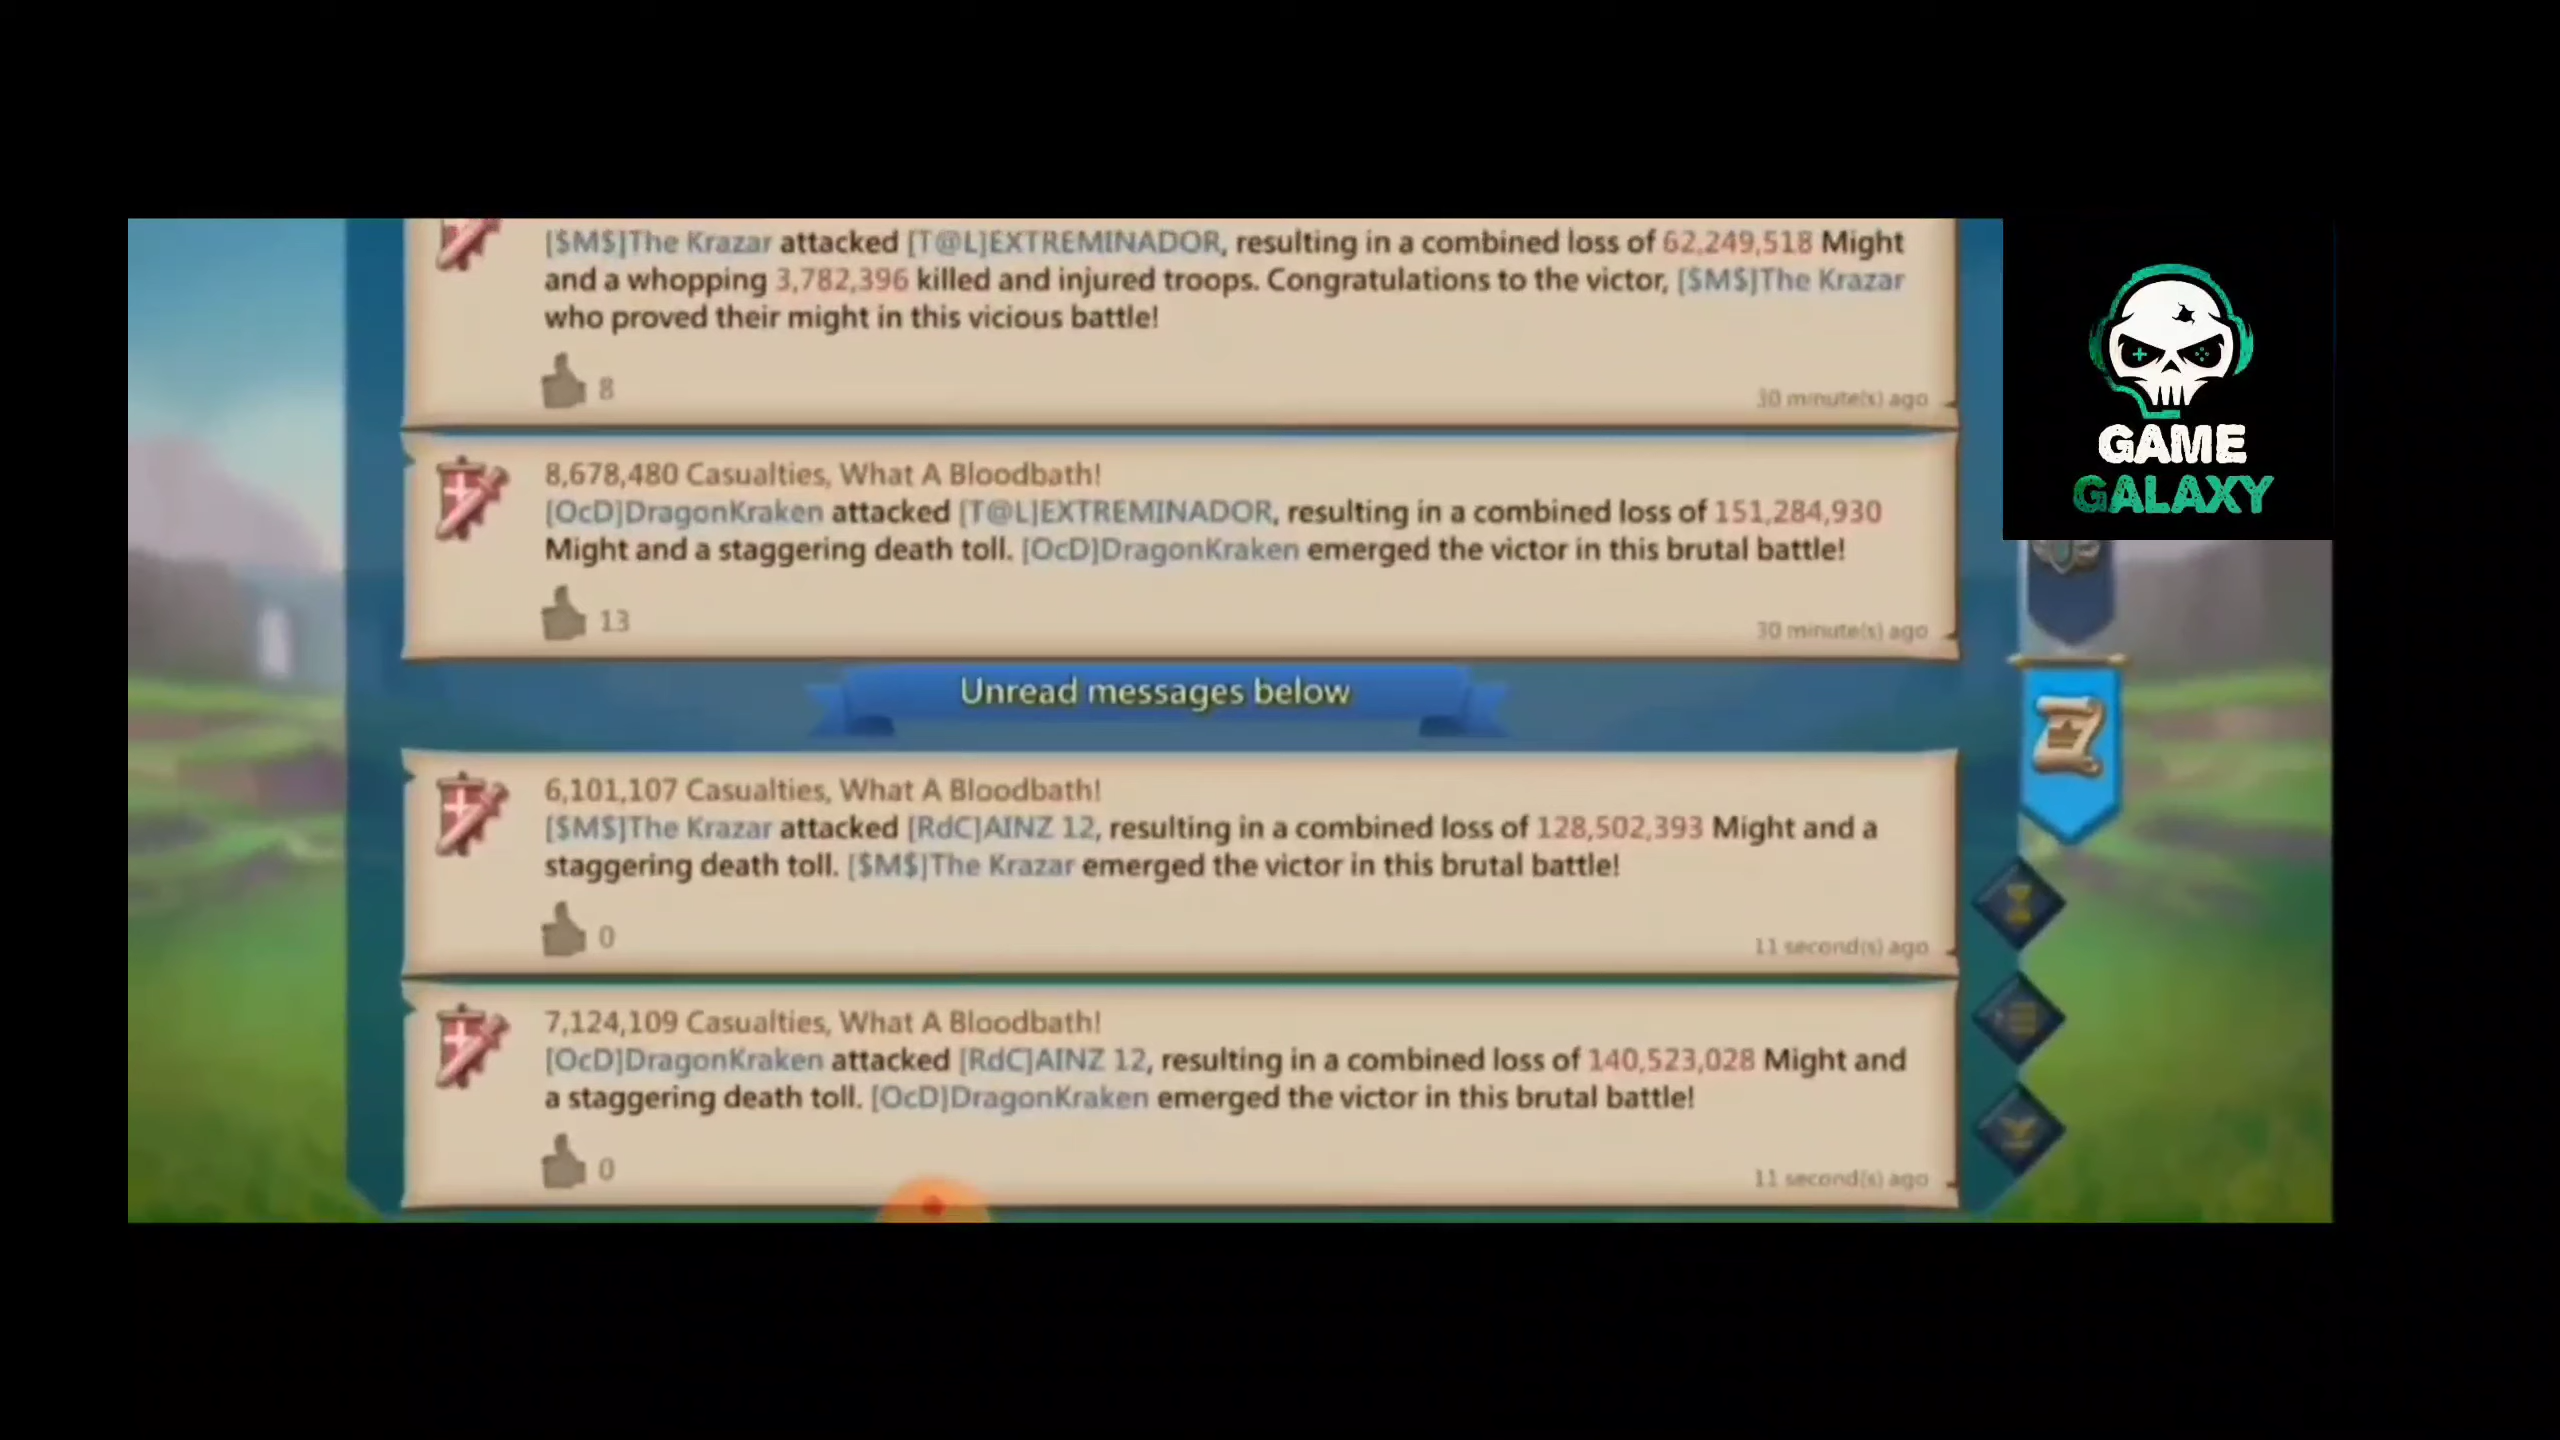 [$M$]The Krazar attacked [T@L]EXTREMINADOR, resulting in a combined loss of 62,249,518 Might
and a whopping 3,782,396 killed and injured troops. Congratulations to the victor, [$M$]The Krazar
who proved their might in this vicious battle!
8
30 minute(s) ago
8,678,480 Casualties, What A Bloodbath!
[OcD]DragonKraken attacked [T@L]EXTREMINADOR, resulting in a combined loss of 151,284,930
Might and a staggering death toll. [OcD]DragonKraken emerged the victor in this brutal battle!
13
30 minute(s) ago
Unread messages below
6,101,107 Casualties, What A Bloodbath!
[$M$]The Krazar attacked [RdC]AINZ 12, resulting in a combined loss of 128,502,393 Might and a
staggering death toll. [$M$]The Krazar emerged the victor in this brutal battle!
0
11 second(s) ago
7,124,109 Casualties, What A Bloodbath!
[OcD]DragonKraken attacked [RdC]AINZ 12, resulting in a combined loss of 140,523,028 Might and
a staggering death toll. [OcD]DragonKraken emerged the victor in this brutal battle!
0
11 second(s) ago
GAME
GALAXY